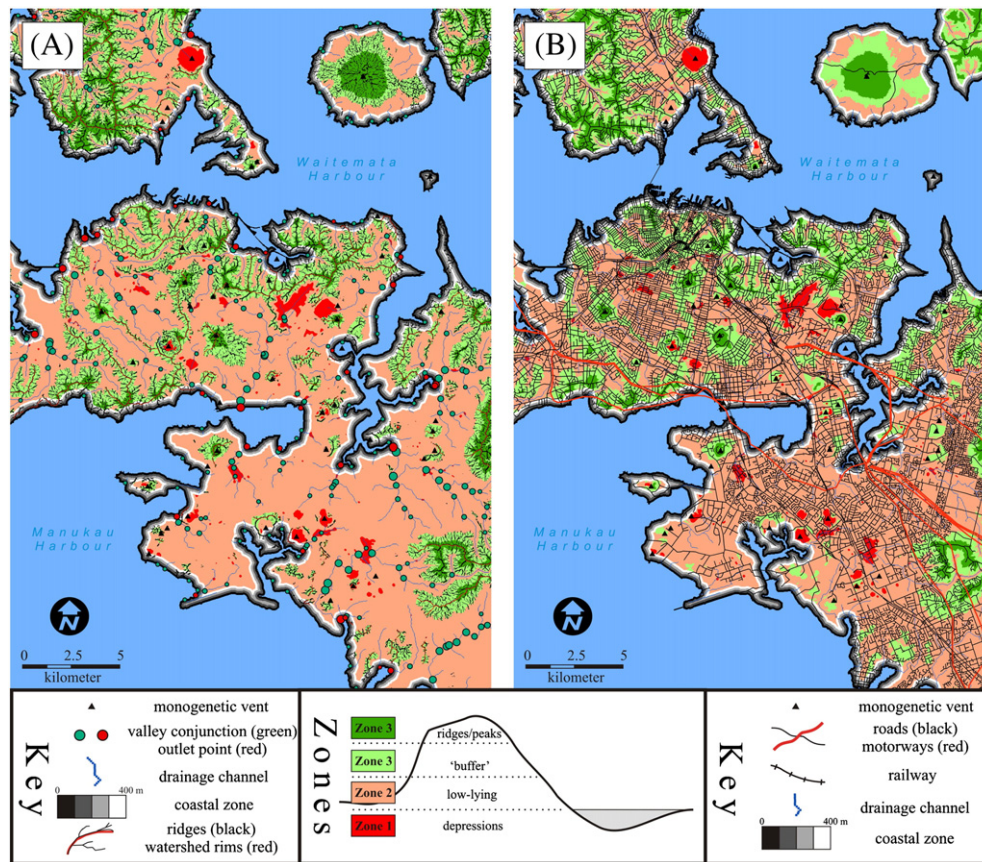 (A)
Waitemata
Harbour
Manukau
Harbour
N
0 2.5 5
kilometer
(B)
Waitemata
Harbour
Manukau
Harbour
N
0 2.5 5
kilometer
Key
monogenetic vent
valley conjunction (green)
outlet point (red)
drainage channel
0 400 m
coastal zone
ridges (black)
watershed rims (red)
Zones
Zone 3
ridges/peaks
Zone 3
'buffer'
Zone 2
low-lying
Zone 1
depressions
Key
monogenetic vent
roads (black)
motorways (red)
railway
drainage channel
0 400 m
coastal zone